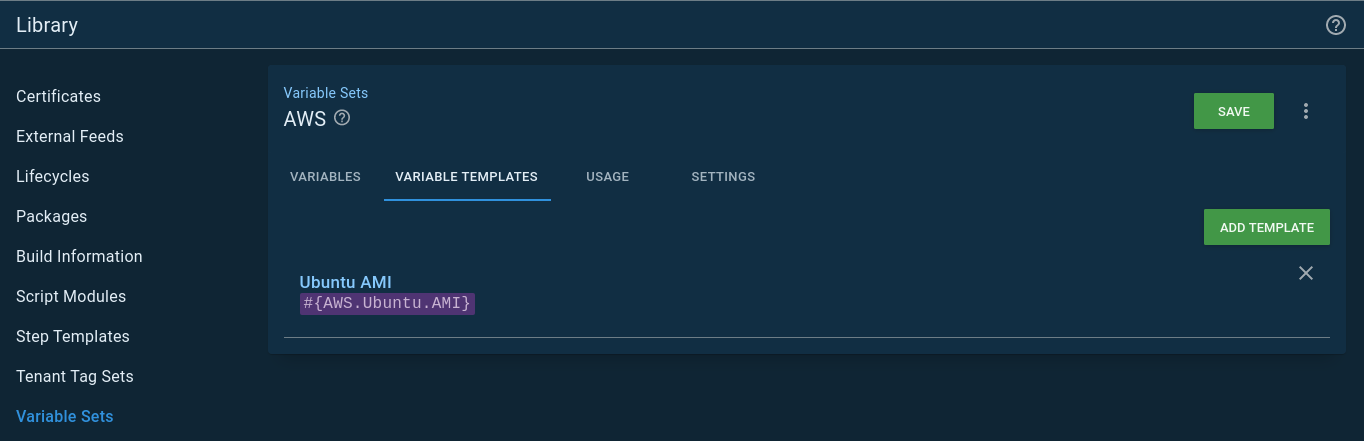 Library
Certificates
External Feeds
Lifecycles
Packages
Build Information
Script Modules
Step Templates
Tenant Tag Sets
Variable Sets
Variable Sets
AWS
SAVE
VARIABLES
VARIABLE TEMPLATES
USAGE
SETTINGS
ADD TEMPLATE
Ubuntu AMI
#{AWS.Ubuntu.AMI}